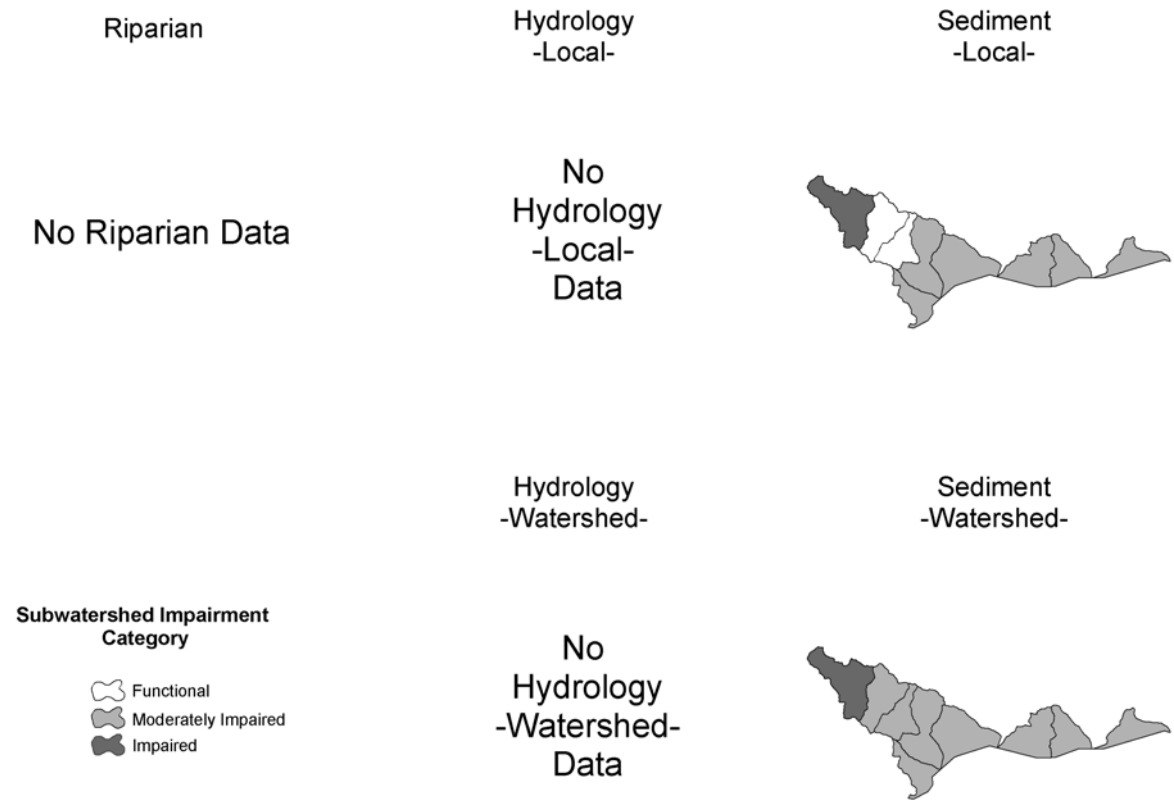 Riparian
Hydrology
-Local-
Sediment
-Local-
No Riparian Data
No
Hydrology
-Local-
Data
Hydrology
-Watershed-
Sediment
-Watershed-
Subwatershed Impairment
Category
Functional
Moderately Impaired
Impaired
No
Hydrology
-Watershed-
Data